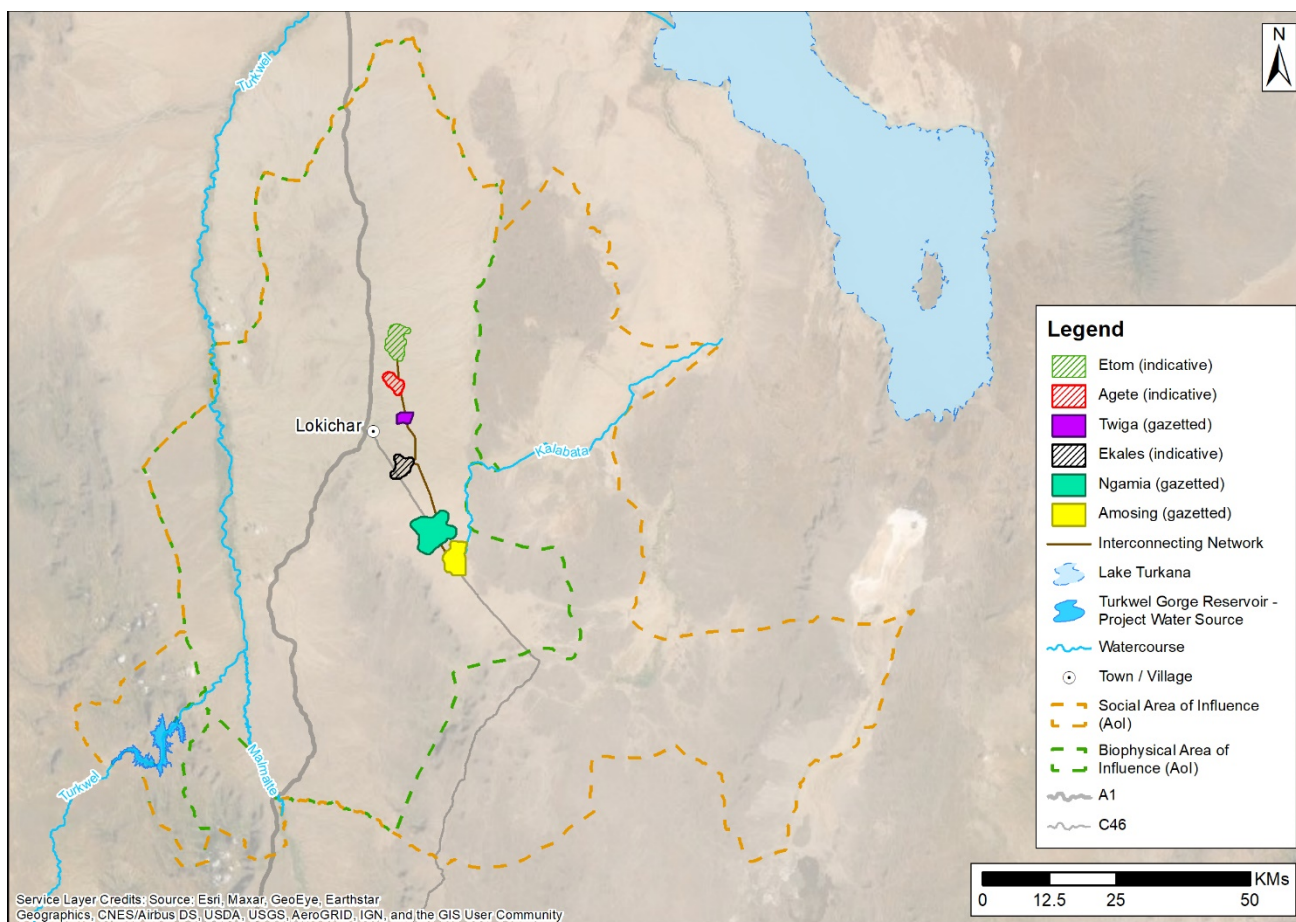 N
Turkwel
Lokichar
Kalabata
Malmalte
Turkwel
Legend
Etom (indicative)
Agete (indicative)
Twiga (gazetted)
Ekales (indicative)
Ngamia (gazetted)
Amosing (gazetted)
Interconnecting Network
Lake Turkana
Turkwel Gorge Reservoir -
Project Water Source
Watercourse
Town / Village
Social Area of Influence
(AoI)
Biophysical Area of
Influence (AoI)
A1
C46
KMs
0 12.5 25 50
Service Layer Credits: Source: Esri, Maxar, GeoEye, Earthstar
Geographics, CNES/Airbus DS, USDA, USGS, AeroGRID, IGN, and the GIS User Community